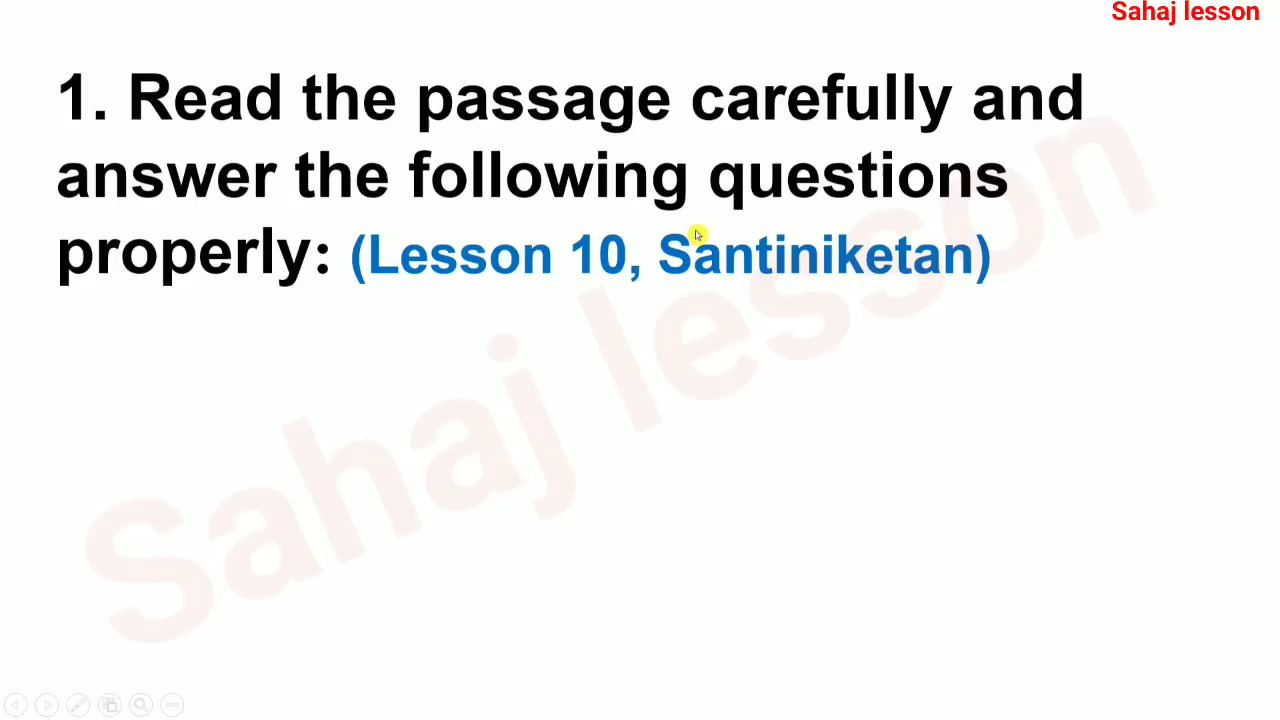 Sahaj lesson
1. Read the passage carefully and
answer the following questions
properly: (Lesson 10, Santiniketan)
Sahaj lesson